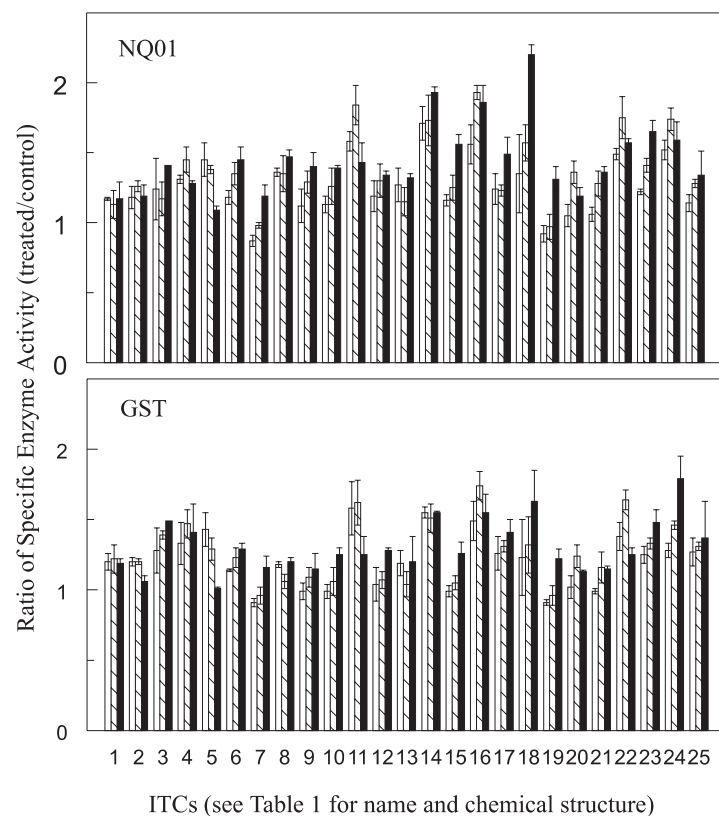 NQ01
2
1
0
GST
2
1
0
Ratio of Specific Enzyme Activity (treated/control)
1 2 3 4 5 6 7 8 9 10 11 12 13 14 15 16 17 18 19 20 21 22 23 24 25
ITCs (see Table 1 for name and chemical structure)